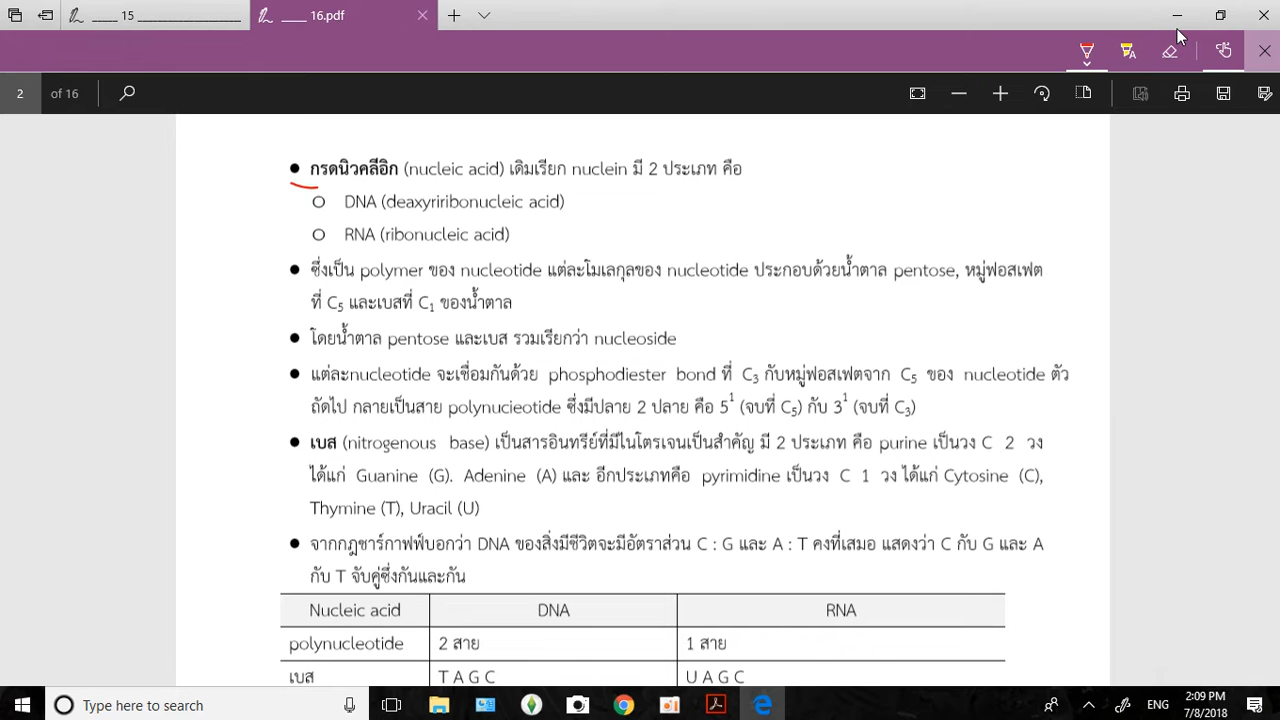 ____ 15 ____________________
____ 16.pdf
2 of 16
กรดนิวคลีอิก (nucleic acid) เดิมเรียก nuclein มี 2 ประเภท คือ
DNA (deaxyriribonucleic acid)
RNA (ribonucleic acid)
ซึ่งเป็น polymer ของ nucleotide แต่ละโมเลกุลของ nucleotide ประกอบด้วยน้ำตาล pentose, หมู่ฟอสเฟต
ที่ C5 และเบสที่ C1 ของน้ำตาล
โดยน้ำตาล pentose และเบส รวมเรียกว่า nucleoside
แต่ละnucleotide จะเชื่อมกันด้วย phosphodiester bond ที่ C3 กับหมู่ฟอสเฟตจาก C5 ของ nucleotide ตัว
ถัดไป กลายเป็นสาย polynucieotide ซึ่งมีปลาย 2 ปลาย คือ 5¹ (จบที่ C5) กับ 3¹ (จบที่ C3)
เบส (nitrogenous base) เป็นสารอินทรีย์ที่มีไนโตรเจนเป็นสำคัญ มี 2 ประเภท คือ purine เป็นวง C 2 วง
ได้แก่ Guanine (G). Adenine (A) และ อีกประเภทคือ pyrimidine เป็นวง C 1 วง ได้แก่ Cytosine (C),
Thymine (T), Uracil (U)
จากกฎชาร์กาฟฟ์บอกว่า DNA ของสิ่งมีชีวิตจะมีอัตราส่วน C : G และ A : T คงที่เสมอ แสดงว่า C กับ G และ A
กับ T จับคู่ซึ่งกันและกัน
Nucleic acid DNA RNA
polynucleotide 2 สาย 1 สาย
เบส T A G C U A G C
Type here to search
ENG
2:09 PM
7/8/2018